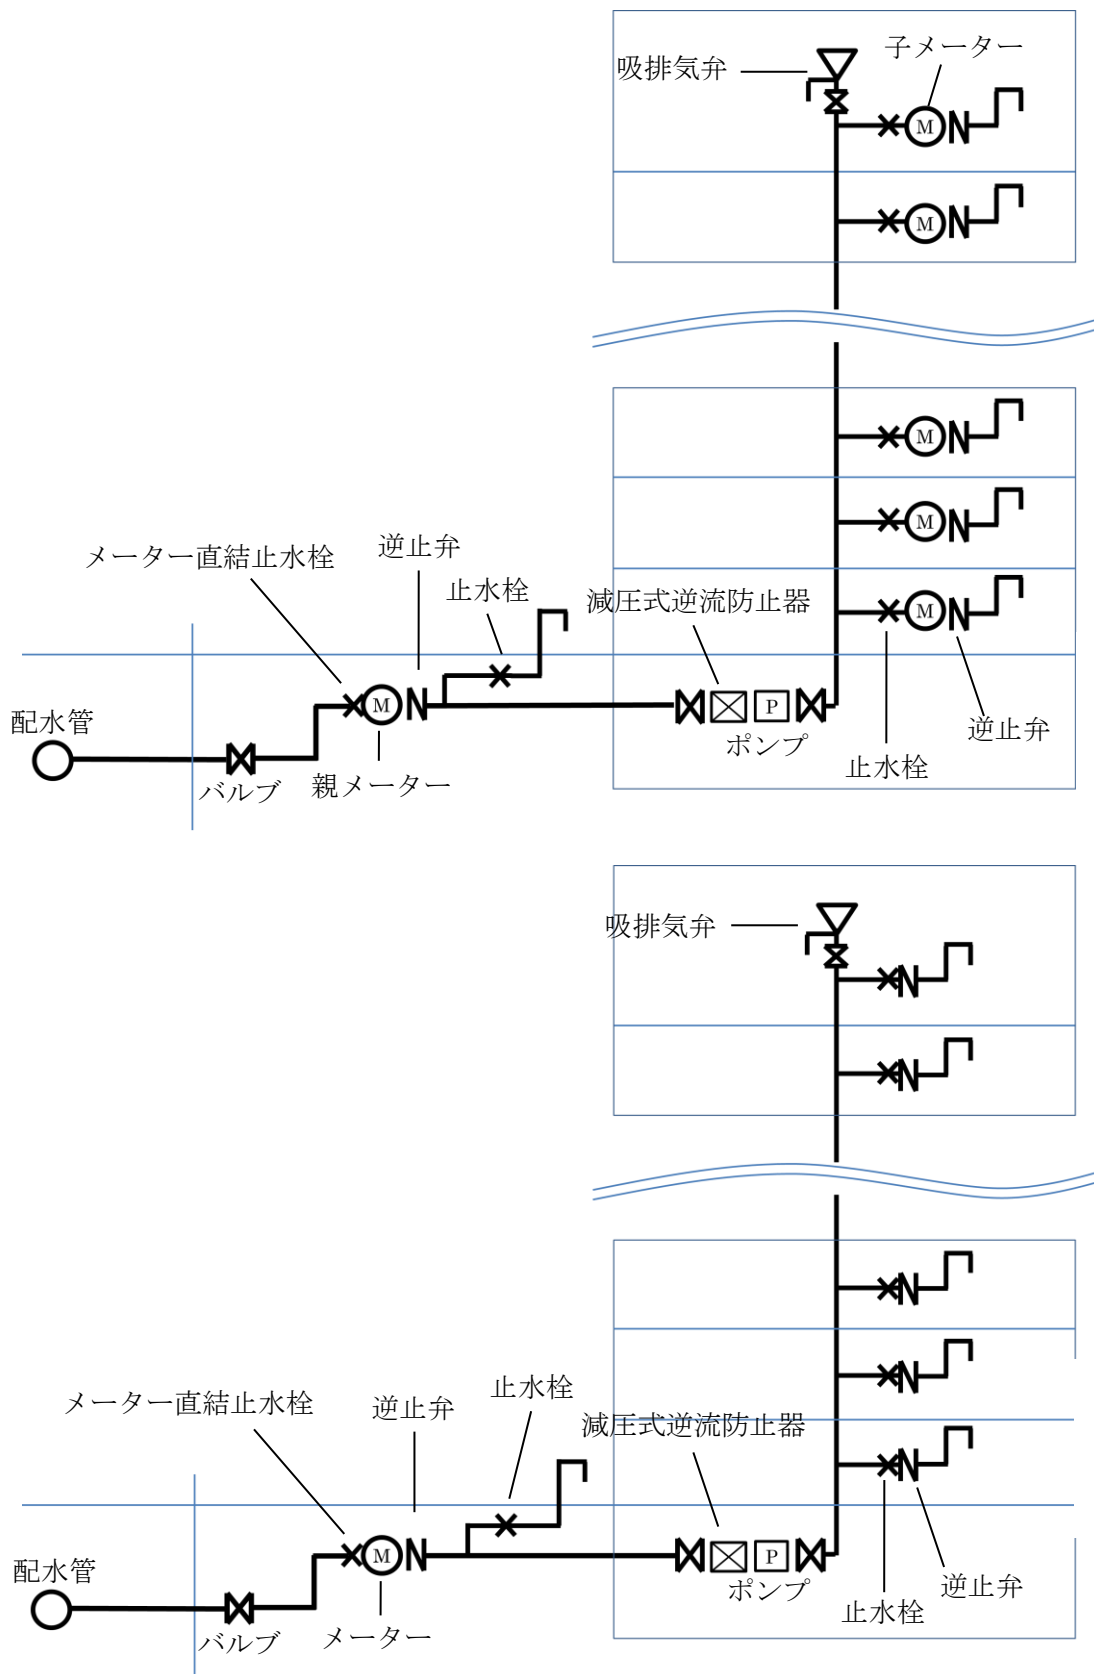 子メーター
吸排気弁
M
M
M
M
逆止弁
メーター直結止水栓
止水栓
減圧式逆流防止器
M
M
P
配水管
逆止弁
ポンプ
止水栓
バルブ
親メーター
吸排気弁
止水栓
メーター直結止水栓
逆止弁
減圧式逆流防止器
M
P
配水管
ポンプ
逆止弁
止水栓
バルブ
メーター